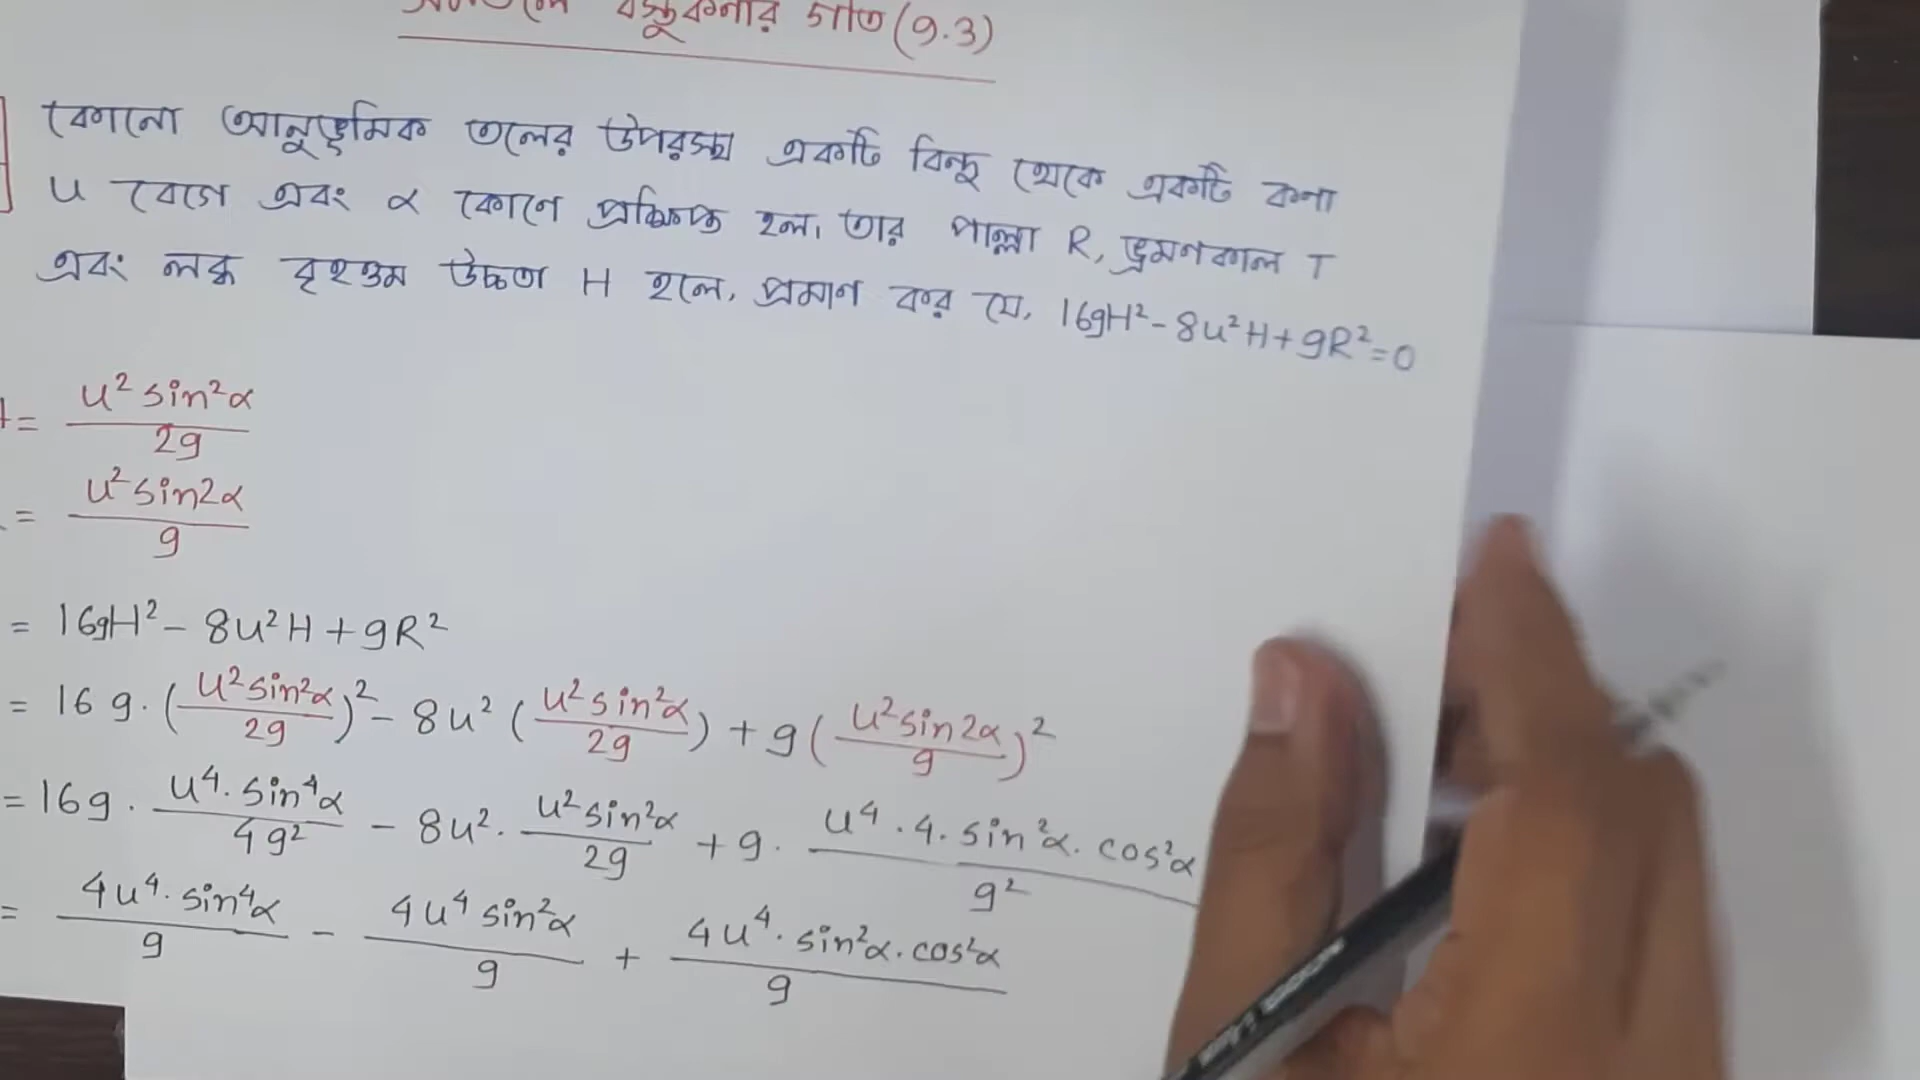 বস্তুকনার গতি (9.3)
কোনো আনুভূমিক তলের উপরস্থ একটি বিন্দু থেকে একটি কনা
u বেগে এবং α কোণে প্রক্ষিপ্ত হল। তার পাল্লা R, ভ্রমণকাল T
এবং লব্ধ বৃহত্তম উচ্চতা H হলে, প্রমাণ কর যে, 16gH² - 8u²H + gR² = 0
= u² sin²α / 2g
= u² sin2α / g
= 16gH² - 8u²H + gR²
= 16 g. (u² sin²α / 2g)² - 8u² (u² sin²α / 2g) + g (u² sin2α / g)²
= 16g . u⁴. sin⁴α / 4g² - 8u². u² sin²α / 2g + g. u⁴ . 4. sin²α. cos²α / g²
= 4u⁴. sin⁴α / g - 4u⁴ sin²α / g + 4u⁴. sin²α. cos²α / g